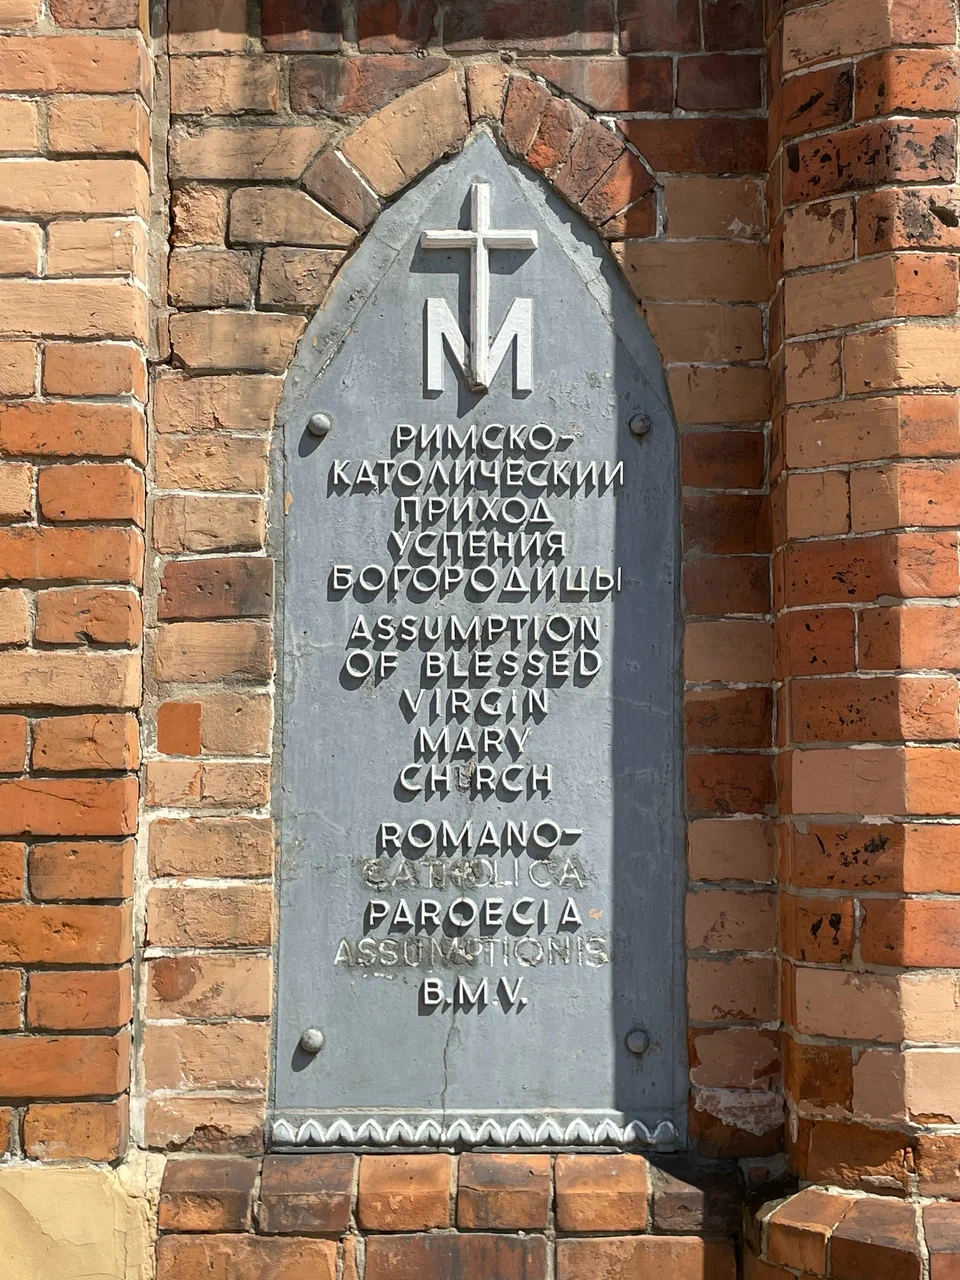 M
РИМСКО-
КАТОЛИЧЕСКИЙ
ПРИХОД
УСПЕНИЯ
БОГОРОДИЦЫ
ASSUMPTION
OF BLESSED
VIRGIN
MARY
CHURCH
ROMANO-
CATHOLICA
PAROECIA
ASSUMPTIONIS
B.M.V.